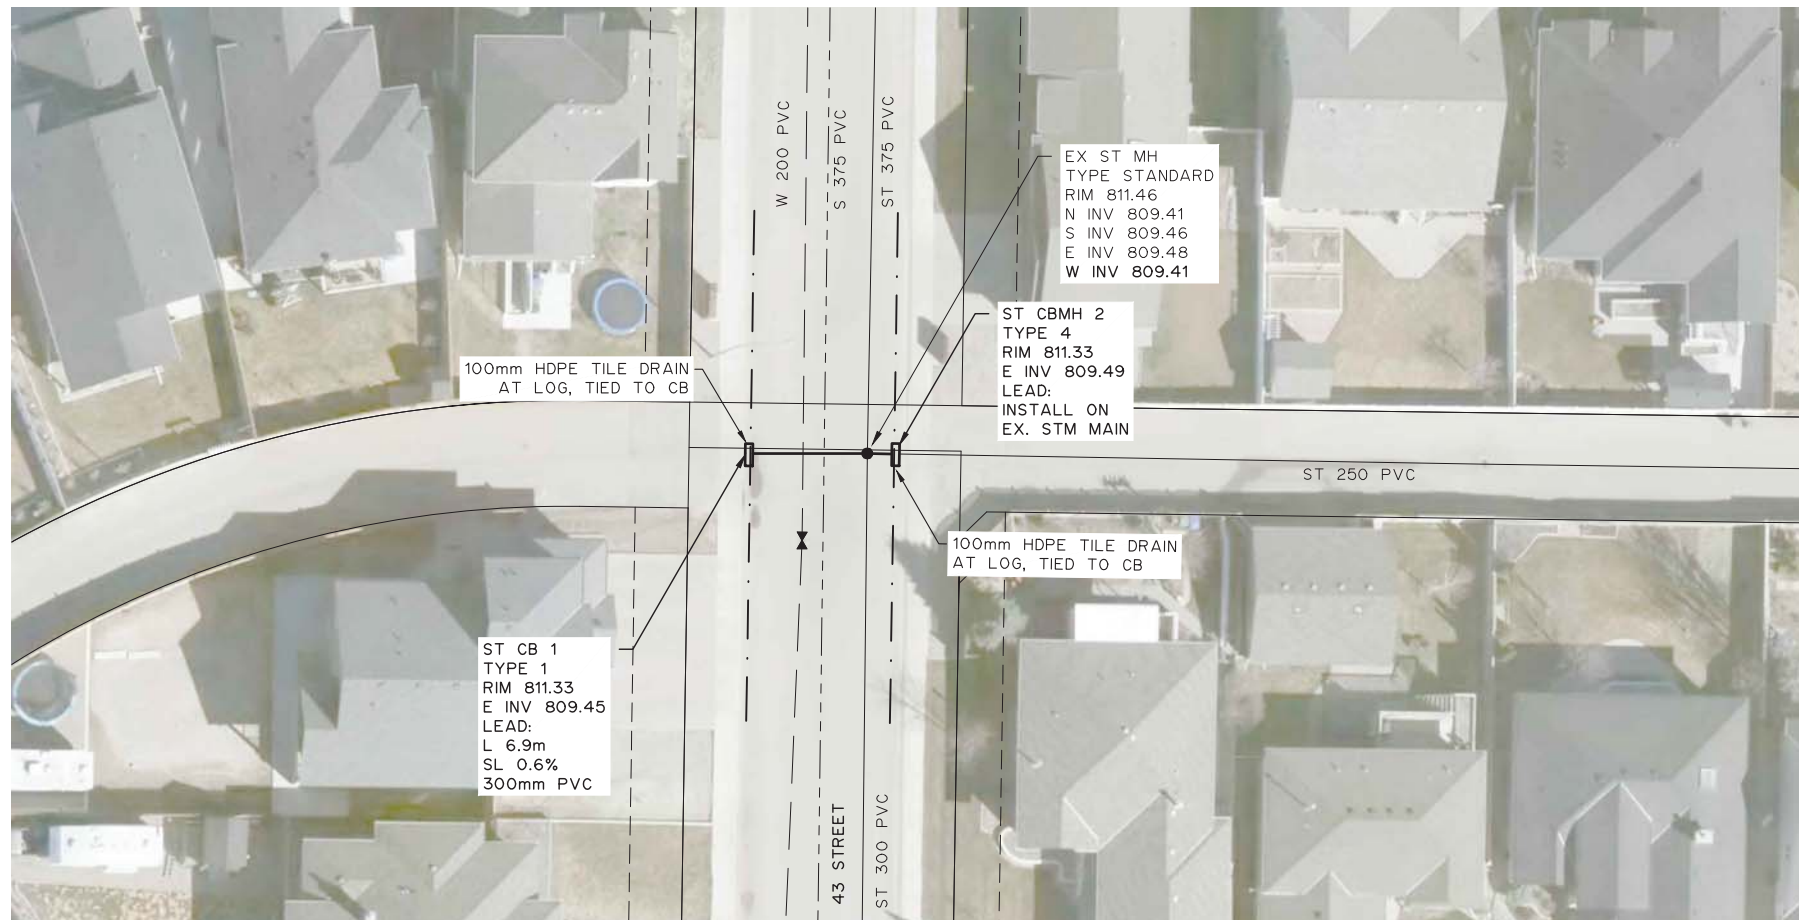 W 200 PVC
S 375 PVC
ST 375 PVC
EX ST MH
TYPE STANDARD
RIM 811.46
N INV 809.41
S INV 809.46
E INV 809.48
W INV 809.41
ST CBMH 2
TYPE 4
RIM 811.33
E INV 809.49
LEAD:
INSTALL ON
EX. STM MAIN
100mm HDPE TILE DRAIN
AT LOG, TIED TO CB
ST 250 PVC
100mm HDPE TILE DRAIN
AT LOG, TIED TO CB
ST CB 1
TYPE 1
RIM 811.33
E INV 809.45
LEAD:
L 6.9m
SL 0.6%
300mm PVC
43 STREET
ST 300 PVC